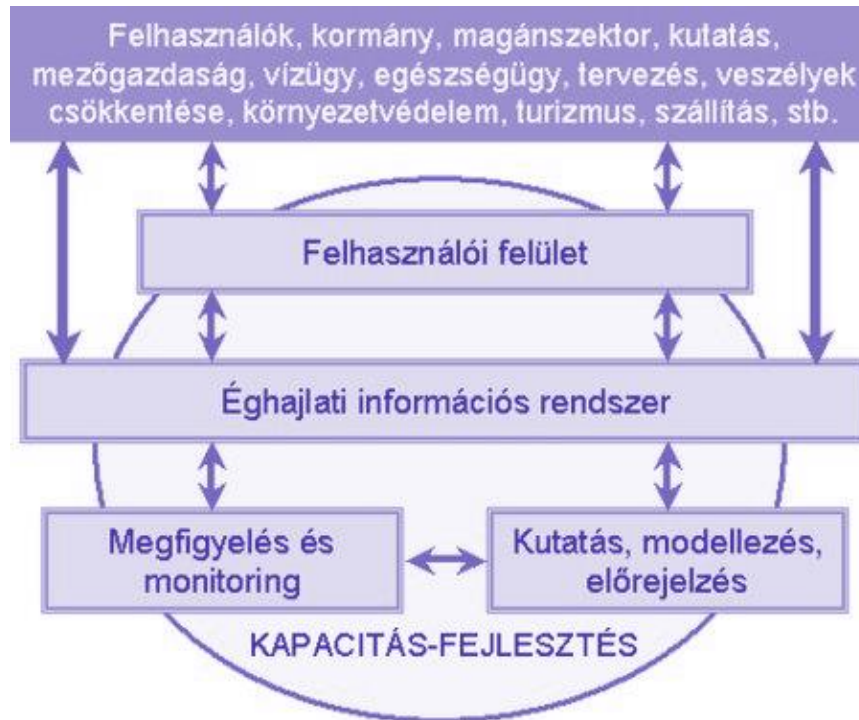 Felhasználók, kormány, magánszektor, kutatás,
mezőgazdaság, vízügy, egészségügy, tervezés, veszélyek
csökkentése, környezetvédelem, turizmus, szállítás, stb.
Felhasználói felület
Éghajlati információs rendszer
Megfigyelés és
monitoring
Kutatás, modellezés,
előrejelzés
KAPACITÁS-FEJLESZTÉS